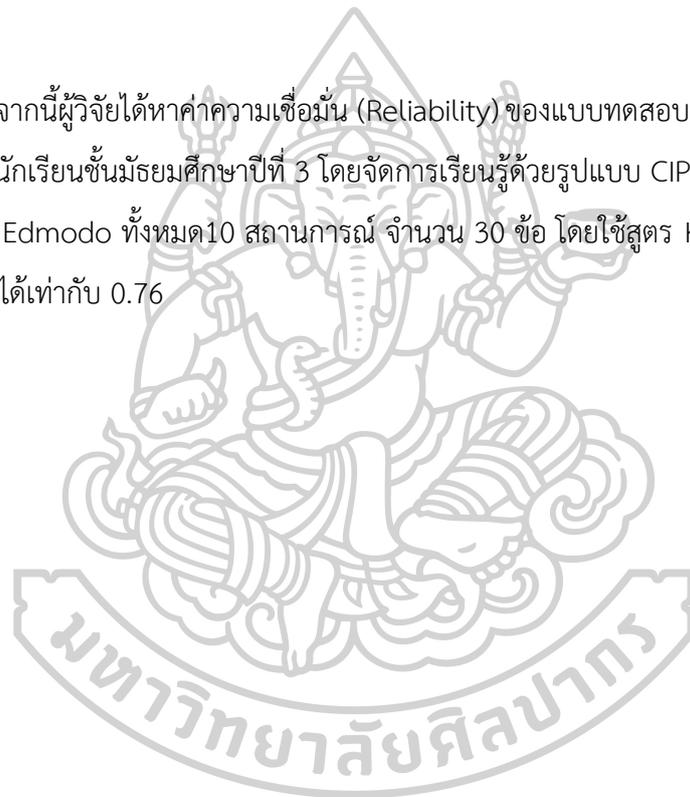 จากนี้ผู้วิจัยได้หาค่าความเชื่อมั่น (Reliability) ของแบบทดสอบ
นักเรียนชั้นมัธยมศึกษาปีที่ 3 โดยจัดการเรียนรู้ด้วยรูปแบบ CIP
Edmodo ทั้งหมด10 สถานการณ์ จำนวน 30 ข้อ โดยใช้สูตร
ได้เท่ากับ 0.76
มหาวิทยาลัยศิลปากร